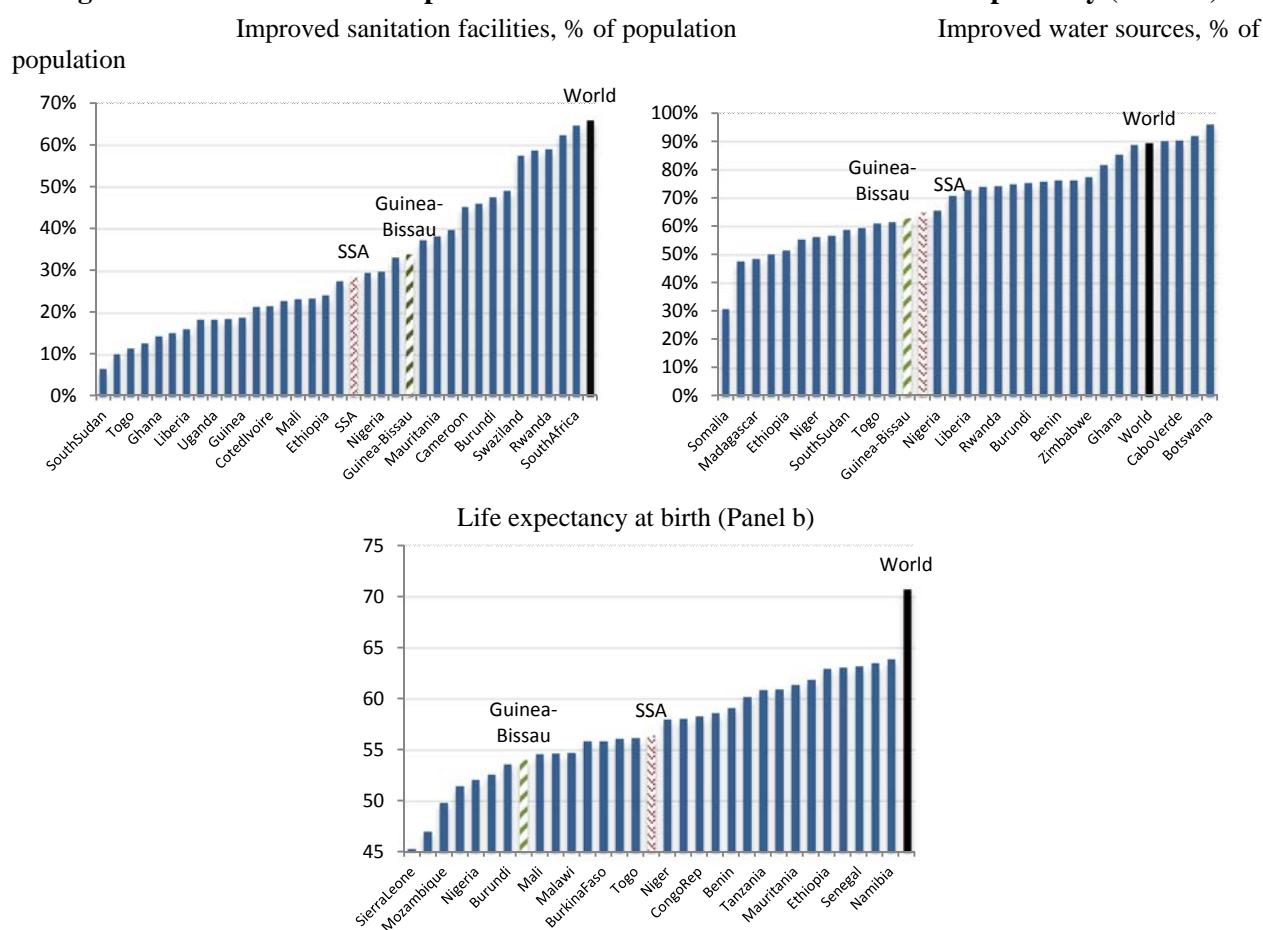 Improved sanitation facilities, % of population Improved water sources, % of
population
World
70%
60%
50%
40%
30%
20%
10%
0%
Guinea-
Bissau
SSA
SouthSudan
Togo
Ghana
Liberia
Uganda
Guinea
CotedIvoire
Mali
Ethiopia
SSA
Nigeria
Guinea-Bissau
Mauritania
Cameroon
Burundi
Swaziland
Rwanda
SouthAfrica
World
100%
90%
80%
70%
60%
50%
40%
30%
20%
10%
0%
Guinea-
Bissau
SSA
Somalia
Madagascar
Ethiopia
Niger
SouthSudan
Togo
Guinea-Bissau
Nigeria
Liberia
Rwanda
Burundi
Benin
Zimbabwe
Ghana
World
CaboVerde
Botswana
Life expectancy at birth (Panel b)
75
70
65
60
55
50
45
World
Guinea-
Bissau
SSA
SierraLeone
Mozambique
Nigeria
Burundi
Mali
Malawi
BurkinaFaso
Togo
Niger
CongoRep
Benin
Tanzania
Mauritania
Ethiopia
Senegal
Namibia